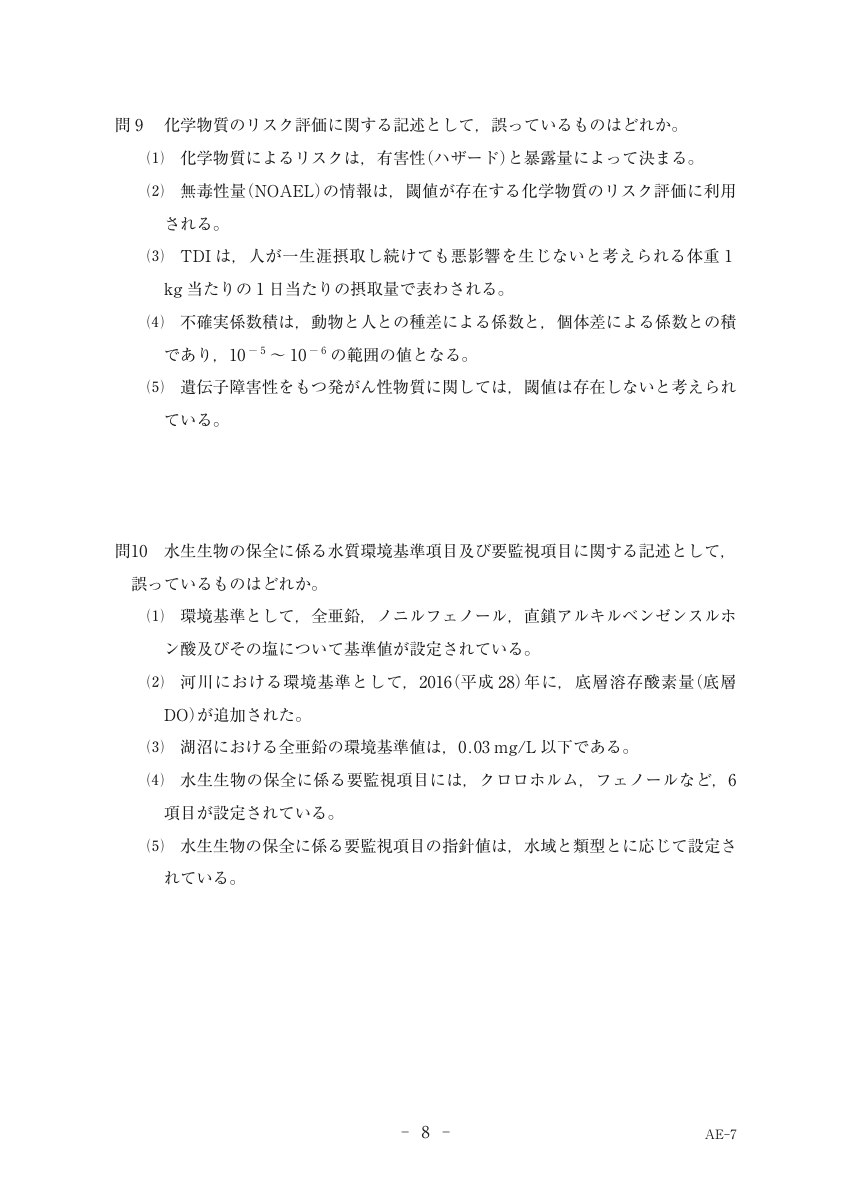 問9　化学物質のリスク評価に関する記述として，誤っているものはどれか。
⑴　化学物質によるリスクは，有害性(ハザード)と暴露量によって決まる。
⑵　無毒性量(NOAEL)の情報は，閾値が存在する化学物質のリスク評価に利用
される。
⑶　TDI は，人が一生涯摂取し続けても悪影響を生じないと考えられる体重 1
kg 当たりの 1 日当たりの摂取量で表わされる。
⑷　不確実係数積は，動物と人との種差による係数と，個体差による係数との積
であり，10⁻⁵ ～ 10⁻⁶ の範囲の値となる。
⑸　遺伝子障害性をもつ発がん性物質に関しては，閾値は存在しないと考えられ
ている。
問10　水生生物の保全に係る水質環境基準項目及び要監視項目に関する記述として，
誤っているものはどれか。
⑴　環境基準として，全亜鉛，ノニルフェノール，直鎖アルキルベンゼンスルホ
ン酸及びその塩について基準値が設定されている。
⑵　河川における環境基準として，2016(平成 28)年に，底層溶存酸素量(底層
DO)が追加された。
⑶　湖沼における全亜鉛の環境基準値は，0.03 mg/L 以下である。
⑷　水生生物の保全に係る要監視項目には，クロロホルム，フェノールなど，6
項目が設定されている。
⑸　水生生物の保全に係る要監視項目の指針値は，水域と類型とに応じて設定さ
れている。
－ 8 －
AE-7